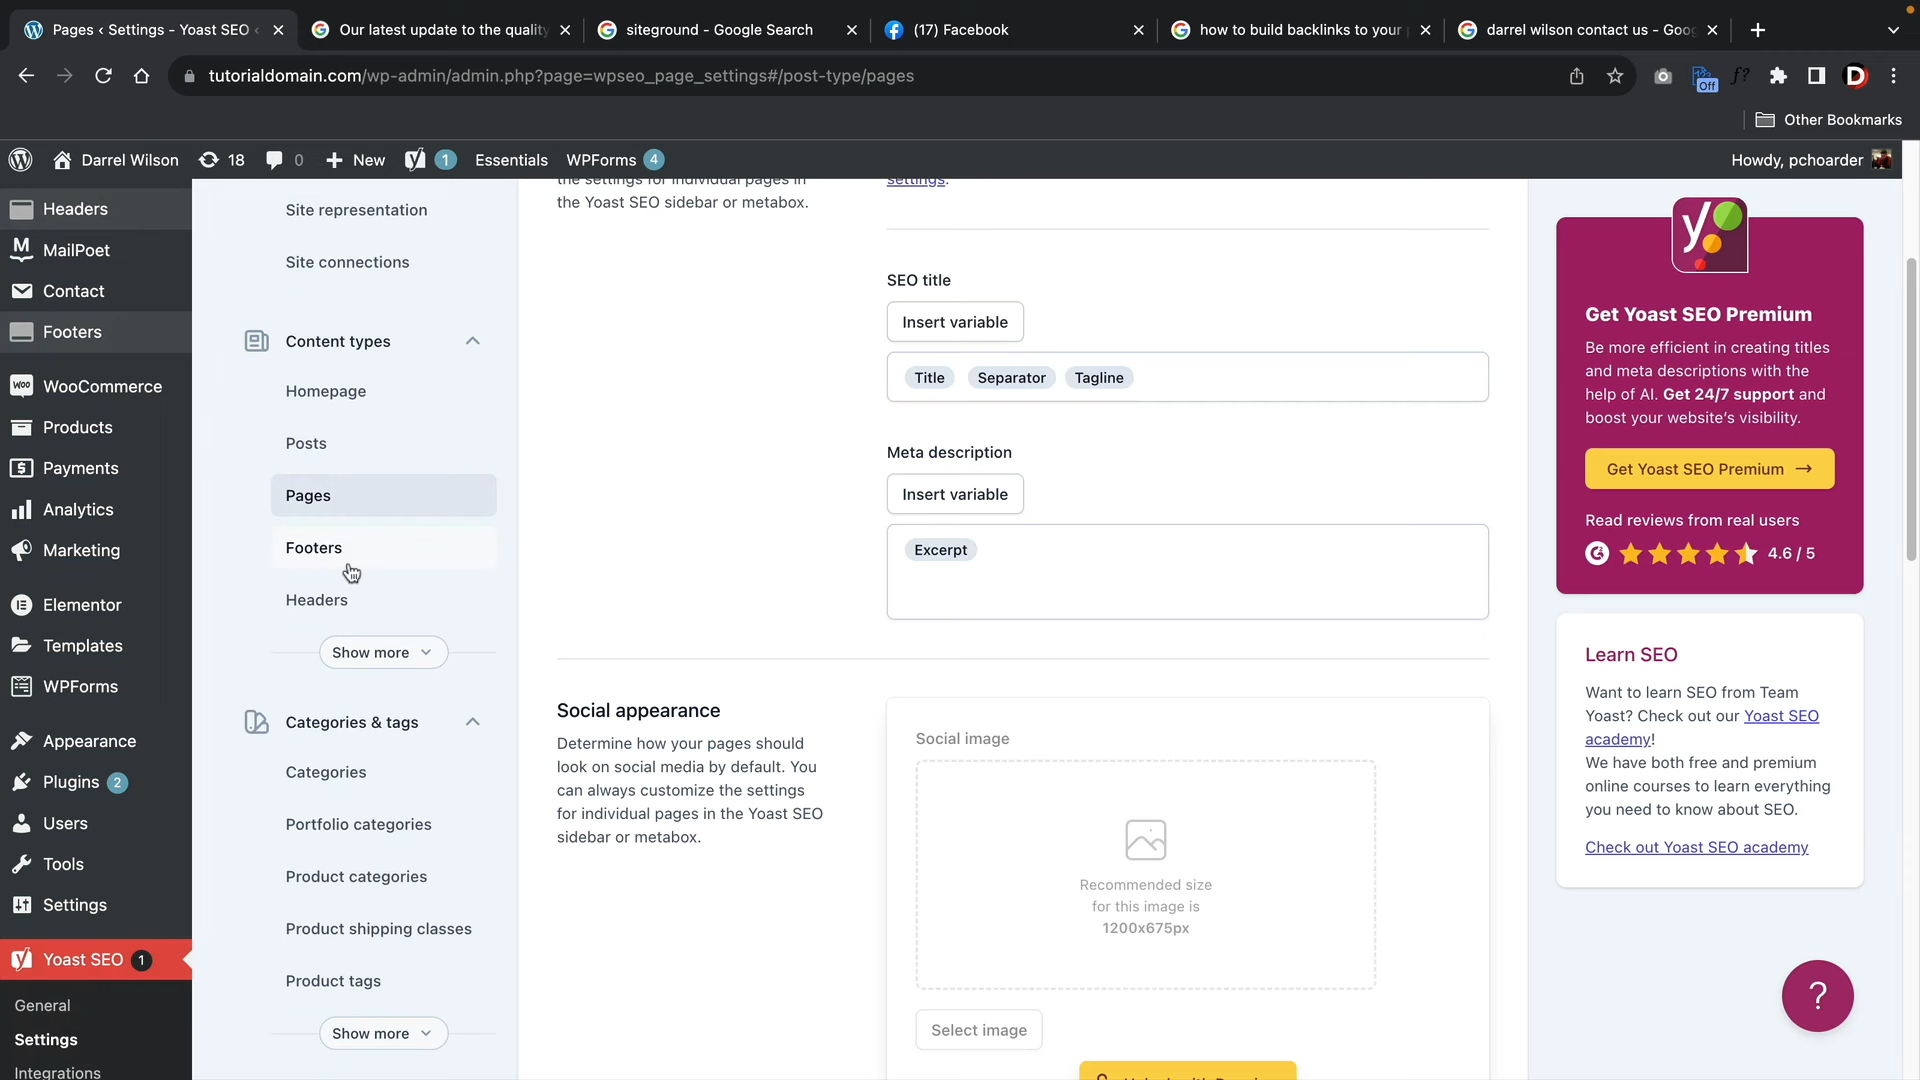 Pages < Settings - Yoast SEO <
Our latest update to the quality
siteground - Google Search
(17) Facebook
how to build backlinks to your
darrel wilson contact us - Goog
tutorialdomain.com/wp-admin/admin.php?page=wpseo_page_settings#/post-type/pages
f?
Off
D
Other Bookmarks
Darrel Wilson
18
0
New
1
Essentials
WPForms 4
Howdy, pchoarder
Headers
MailPoet
Contact
Footers
WooCommerce
Products
Payments
Analytics
Marketing
Elementor
Templates
WPForms
Appearance
Plugins 2
Users
Tools
Settings
Yoast SEO 1
General
Settings
Integrations
Site representation
Site connections
Content types
Homepage
Posts
Pages
Footers
Headers
Show more
Categories & tags
Categories
Portfolio categories
Product categories
Product shipping classes
Product tags
Show more
the settings for individual pages in
the Yoast SEO sidebar or metabox.
settings.
SEO title
Insert variable
Title Separator Tagline
Meta description
Insert variable
Excerpt
Social appearance
Determine how your pages should
look on social media by default. You
can always customize the settings
for individual pages in the Yoast SEO
sidebar or metabox.
Social image
Recommended size
for this image is
1200x675px
Select image
Get Yoast SEO Premium
Be more efficient in creating titles
and meta descriptions with the
help of AI. Get 24/7 support and
boost your website's visibility.
Get Yoast SEO Premium →
Read reviews from real users
4.6 / 5
Learn SEO
Want to learn SEO from Team
Yoast? Check out our Yoast SEO
academy!
We have both free and premium
online courses to learn everything
you need to know about SEO.
Check out Yoast SEO academy
?